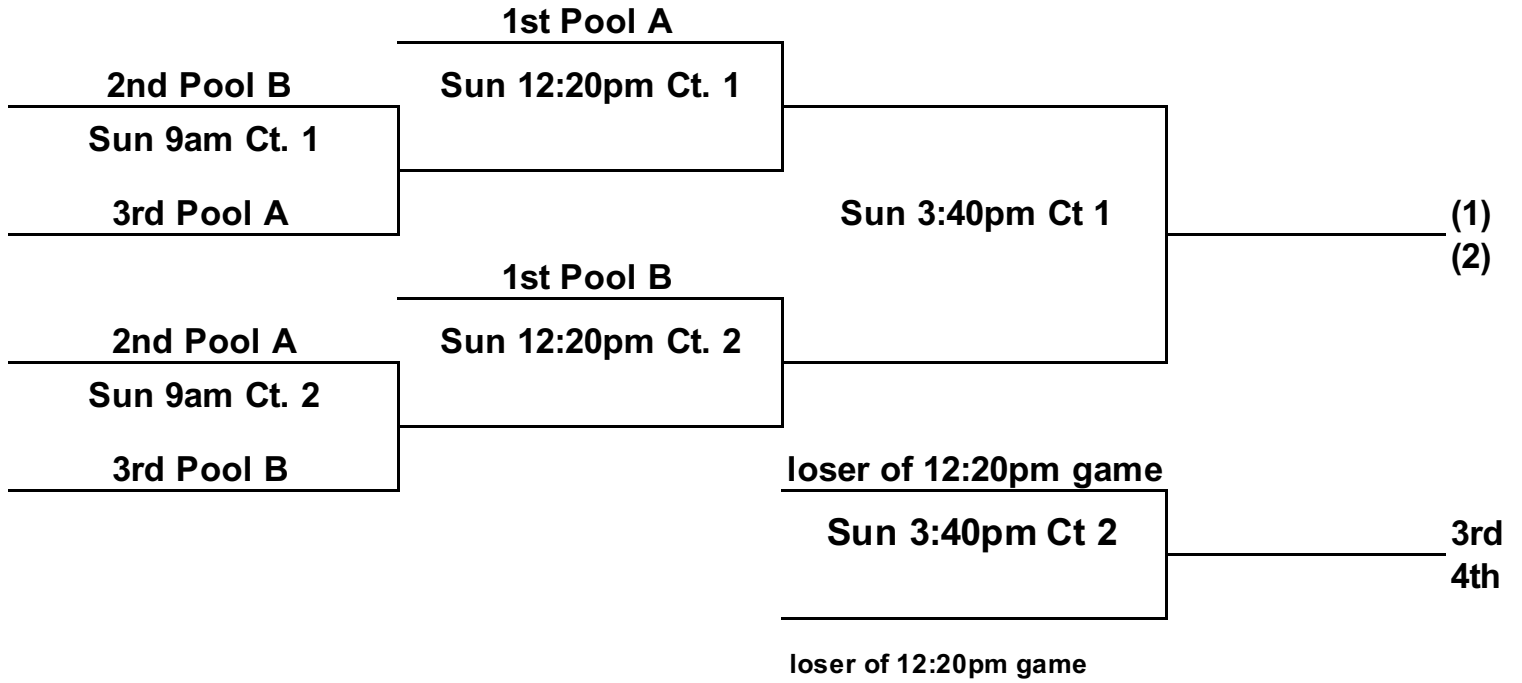 1st Pool A
2nd Pool B
Sun 12:20pm Ct. 1
Sun 9am Ct. 1
3rd Pool A
Sun 3:40pm Ct 1
(1)
(2)
1st Pool B
2nd Pool A
Sun 12:20pm Ct. 2
Sun 9am Ct. 2
3rd Pool B
loser of 12:20pm game
Sun 3:40pm Ct 2
3rd
4th
loser of 12:20pm game